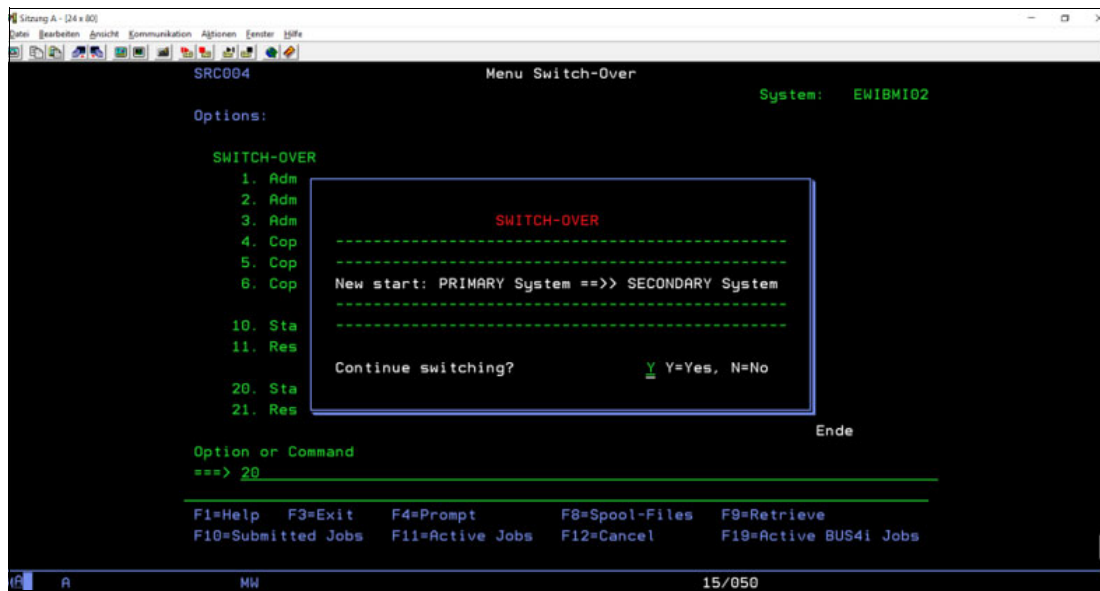 Sitzung A - [24 x 80]
Datei Bearbeiten Ansicht Kommunikation Aktionen Fenster Hilfe
SRC004 Menu Switch-Over
System: EWIBMI02
Options:
SWITCH-OVER
1. Adm
2. Adm
3. Adm
SWITCH-OVER
4. Cop
-------------------------------------------------
5. Cop
-------------------------------------------------
6. Cop
New start: PRIMARY System ==>> SECONDARY System
-------------------------------------------------
10. Sta
-------------------------------------------------
11. Res
Continue switching? Y Y=Yes, N=No
20. Sta
21. Res
Ende
Option or Command
===> 20
F1=Help F3=Exit F4=Prompt F8=Spool-Files F9=Retrieve
F10=Submitted Jobs F11=Active Jobs F12=Cancel F19=Active BUS4i Jobs
A MW 15/050